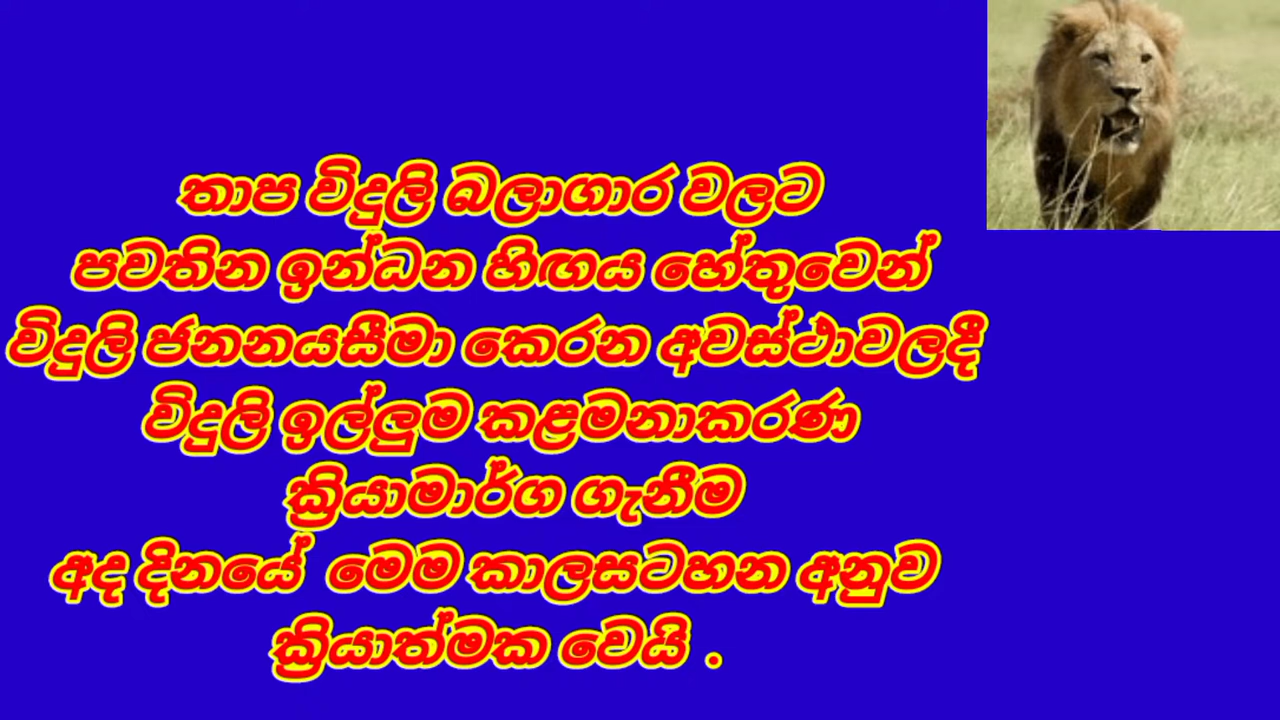 තාප විදුලි බලාගාර වලට
පවතින ඉන්ධන හිඟය හේතුවෙන්
විදුලි ජනනයසීමා කෙරන අවස්ථාවලදී
විදුලි ඉල්ලුම කළමනාකරණ
ක්‍රියාමාර්ග ගැනීම
අද දිනයේ මෙම කාලසටහන අනුව
ක්‍රියාත්මක වෙයි .